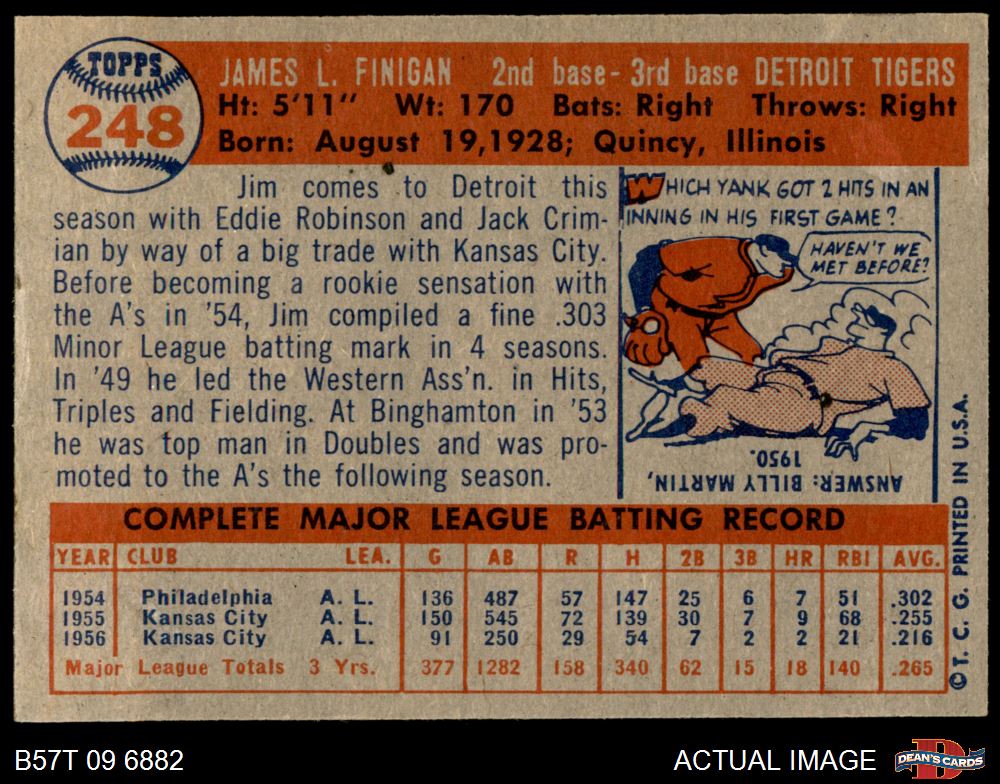 TOPPS
248
JAMES L. FINIGAN 2nd base-3rd base DETROIT TIGERS
Ht: 5'11" Wt: 170 Bats: Right Throws: Right
Born: August 19,1928; Quincy, Illinois
Jim comes to Detroit this
season with Eddie Robinson and Jack Crim-
ian by way of a big trade with Kansas City.
Before becoming a rookie sensation with
the A's in '54, Jim compiled a fine .303
Minor League batting mark in 4 seasons.
In '49 he led the Western Ass'n. in Hits,
Triples and Fielding. At Binghamton in '53
he was top man in Doubles and was pro-
moted to the A's the following season.
WHICH YANK GOT 2 HITS IN AN
INNING IN HIS FIRST GAME?
HAVEN'T WE
MET BEFORE?
ANSWER: BILLY MARTIN,
1950.
COMPLETE MAJOR LEAGUE BATTING RECORD
YEAR CLUB LEA. G AB R H 2B 3B HR RBI AVG.
1954 Philadelphia A. L. 136 487 57 147 25 6 7 51 .302
1955 Kansas City A. L. 150 545 72 139 30 7 9 68 .255
1956 Kansas City A. L. 91 250 29 54 7 2 2 21 .216
Major League Totals 3 Yrs. 377 1282 158 340 62 15 18 140 .265
©T. C. G. PRINTED IN U.S.A.
B57T 09 6882
ACTUAL IMAGE
D
DEAN'S CARDS